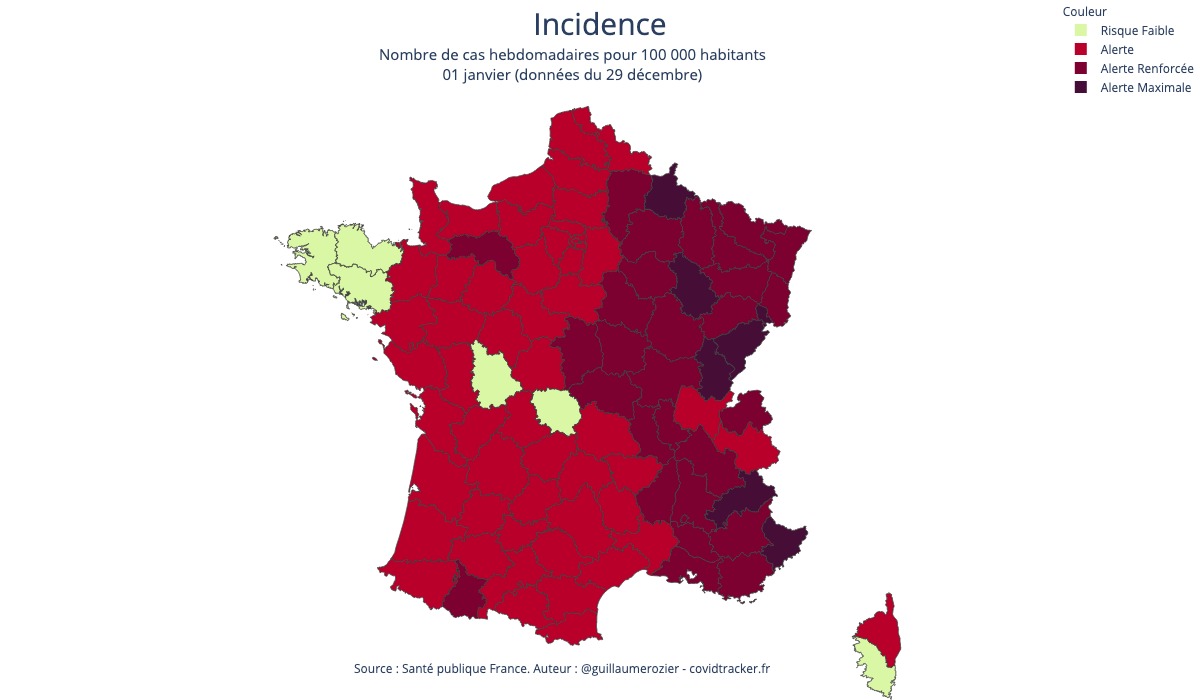 Incidence
Nombre de cas hebdomadaires pour 100 000 habitants
01 janvier (données du 29 décembre)
Couleur
Risque Faible
Alerte
Alerte Renforcée
Alerte Maximale
Source : Santé publique France. Auteur : @guillaumerozier - covidtracker.fr